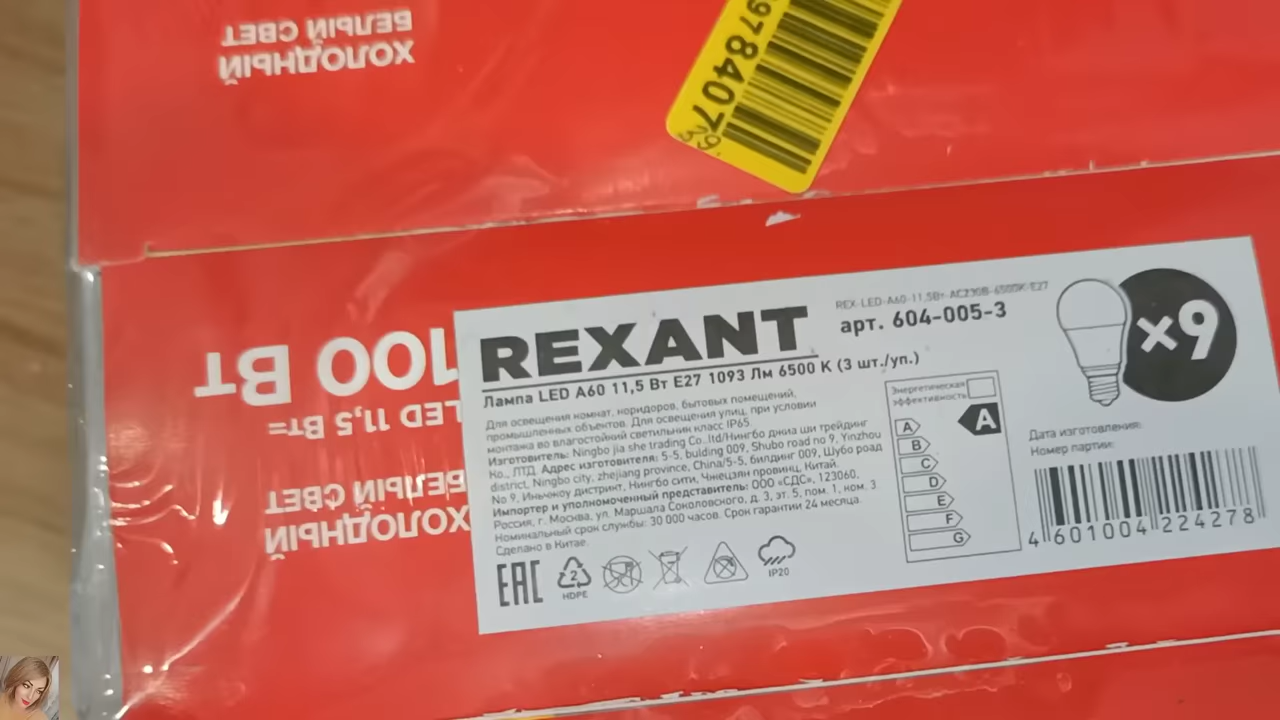 ХОЛОДНЫЙ
БЕЛЫЙ СВЕТ
978407
REXANT
REX-LED-A60-11,5Вт-AC230В-6500K-E27
арт. 604-005-3
×9
Лампа LED A60 11,5 Вт E27 1093 Лм 6500 К (3 шт./уп.)
Для освещения комнат, коридоров, бытовых помещений,
промышленных объектов. Для освещения улиц, при условии
монтажа во влагостойкий светильник класс IP65.
Изготовитель: Ningbo jia she trading Co.,ltd/Нингбо джиа ши трейдинг
Ко., ЛТД. Адрес изготовителя: 5-5, bulding 009, Shubo road no 9, Yinzhou
district, Ningbo city, zhejiang province, China/5-5, билдинг 009, Шубо роад
No 9, Иньчжоу дистрикт, Нингбо сити, Чжецзян провинц, Китай.
Импортер и уполномоченный представитель: ООО «СДС», 123060,
Россия, г. Москва, ул. Маршала Соколовского, д. 3, эт. 5, пом. 1, ком. 3
Номинальный срок службы: 30 000 часов. Срок гарантии 24 месяца.
Сделано в Китае.
EAC
2
HDPE
IP20
Энергетическая
эффективность
A
A
B
C
D
E
F
G
Дата изготовления:
Номер партии:
4 601004 224278
ХОЛОДНЫЙ
БЕЛЫЙ СВЕТ
LED 11,5 Вт=
100 Вт